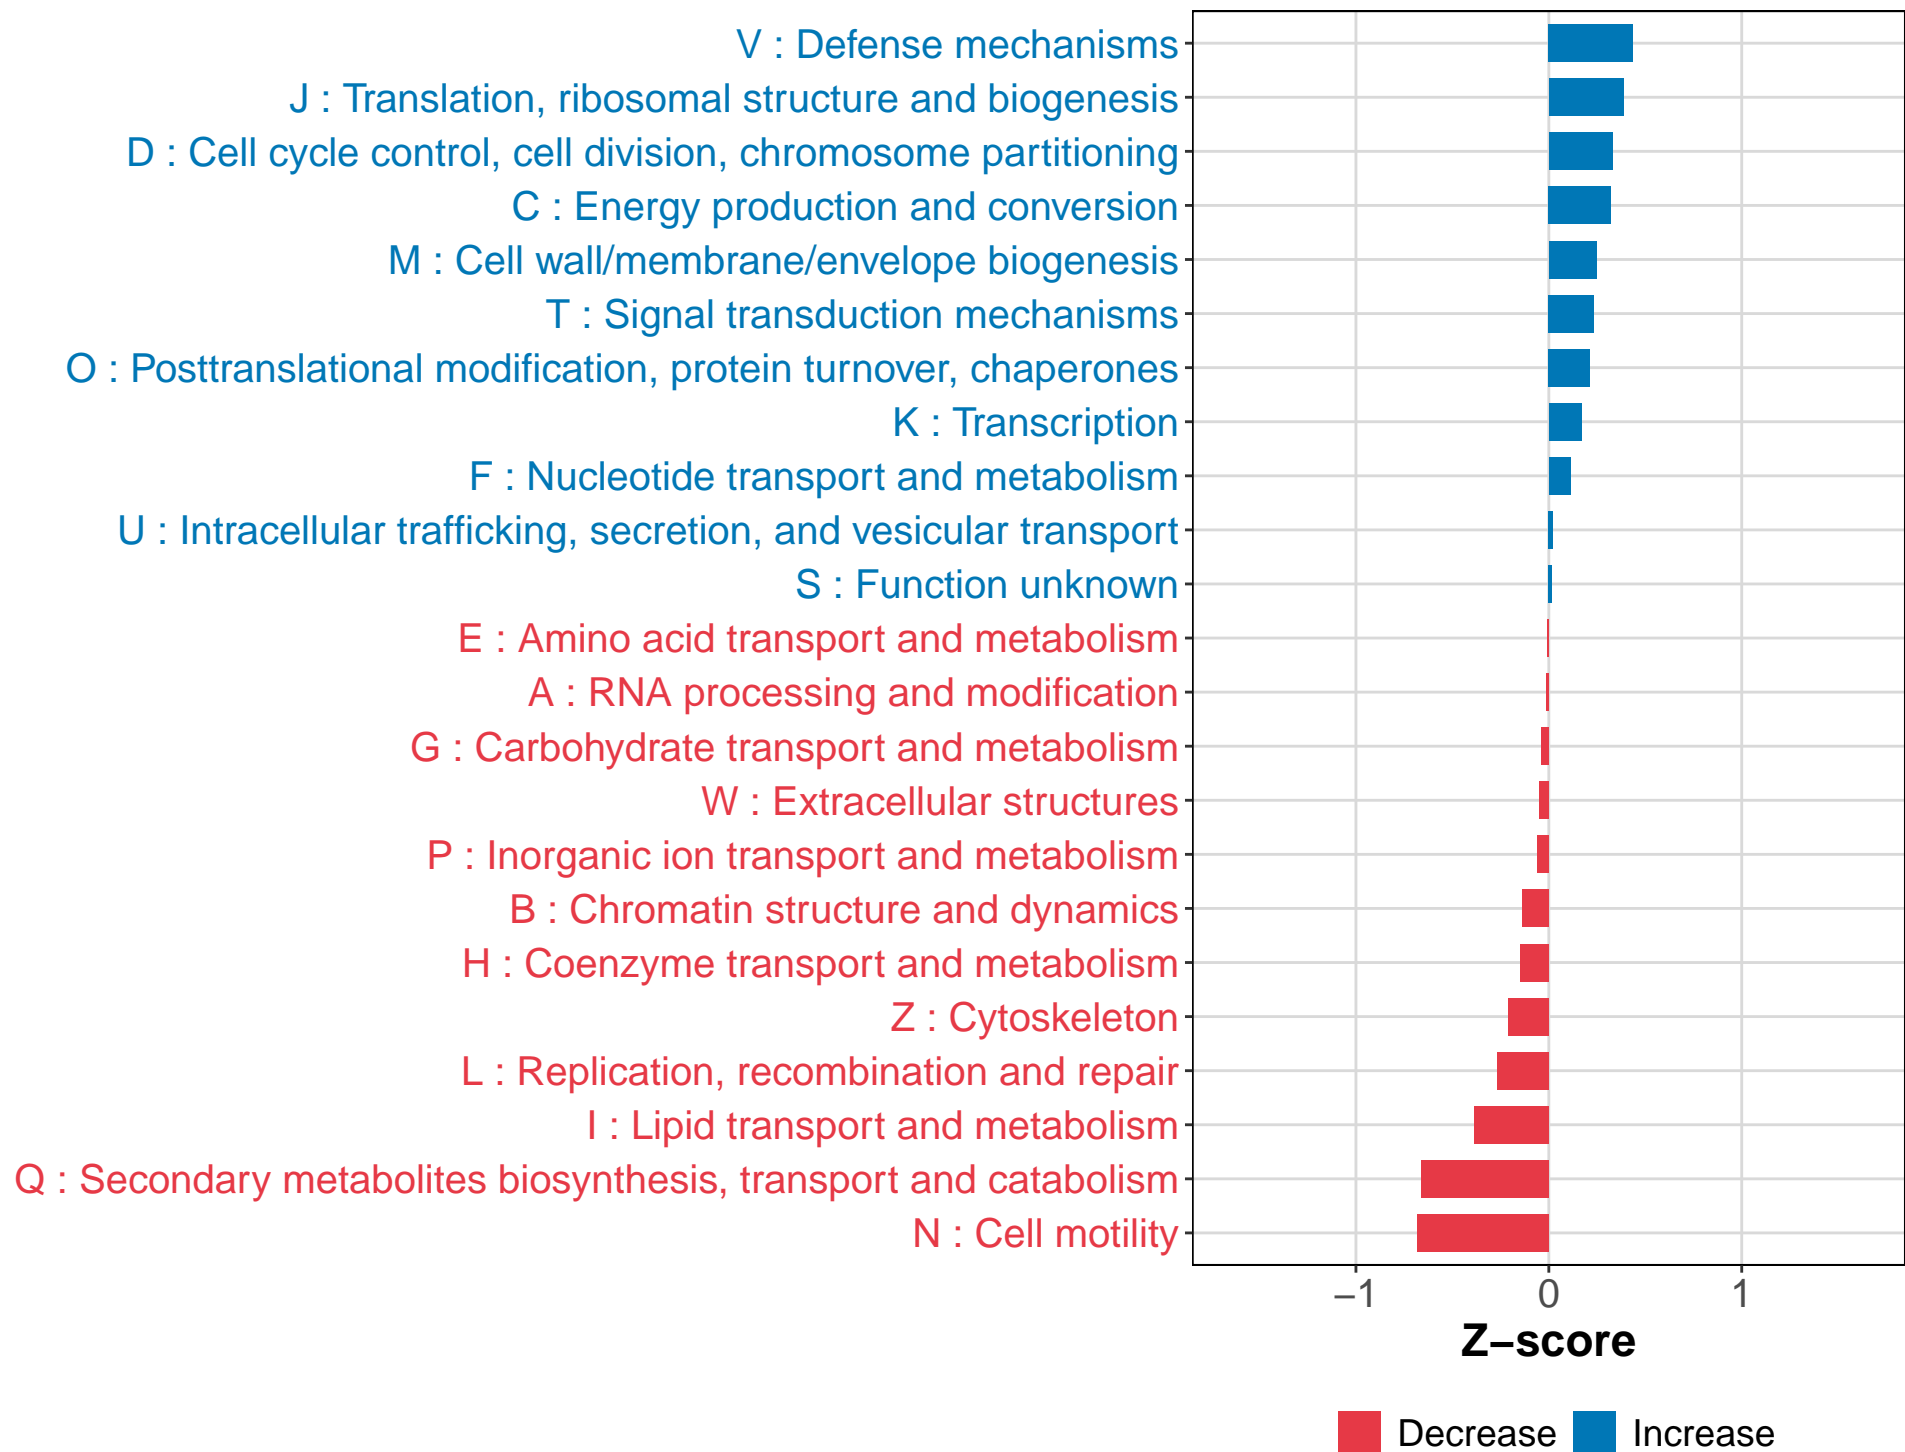 V : Defense mechanisms
J : Translation, ribosomal structure and biogenesis
D : Cell cycle control, cell division, chromosome partitioning
C : Energy production and conversion
M : Cell wall/membrane/envelope biogenesis
T : Signal transduction mechanisms
O : Posttranslational modification, protein turnover, chaperones
K : Transcription
F : Nucleotide transport and metabolism
U : Intracellular trafficking, secretion, and vesicular transport
S : Function unknown
E : Amino acid transport and metabolism
A : RNA processing and modification
G : Carbohydrate transport and metabolism
W : Extracellular structures
P : Inorganic ion transport and metabolism
B : Chromatin structure and dynamics
H : Coenzyme transport and metabolism
Z : Cytoskeleton
L : Replication, recombination and repair
I : Lipid transport and metabolism
Q : Secondary metabolites biosynthesis, transport and catabolism
N : Cell motility
−1 0 1
Z−score
Decrease Increase